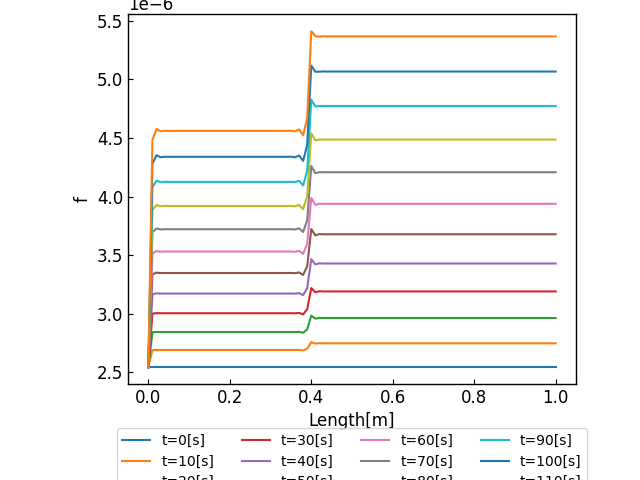 1e−6
5.5
5.0
4.5
4.0
3.5
3.0
2.5
f
0.0 0.2 0.4 0.6 0.8 1.0
Length[m]
t=0[s] t=30[s] t=60[s] t=90[s]
t=10[s] t=40[s] t=70[s] t=100[s]
t=20[s] t=50[s] t=80[s] t=110[s]